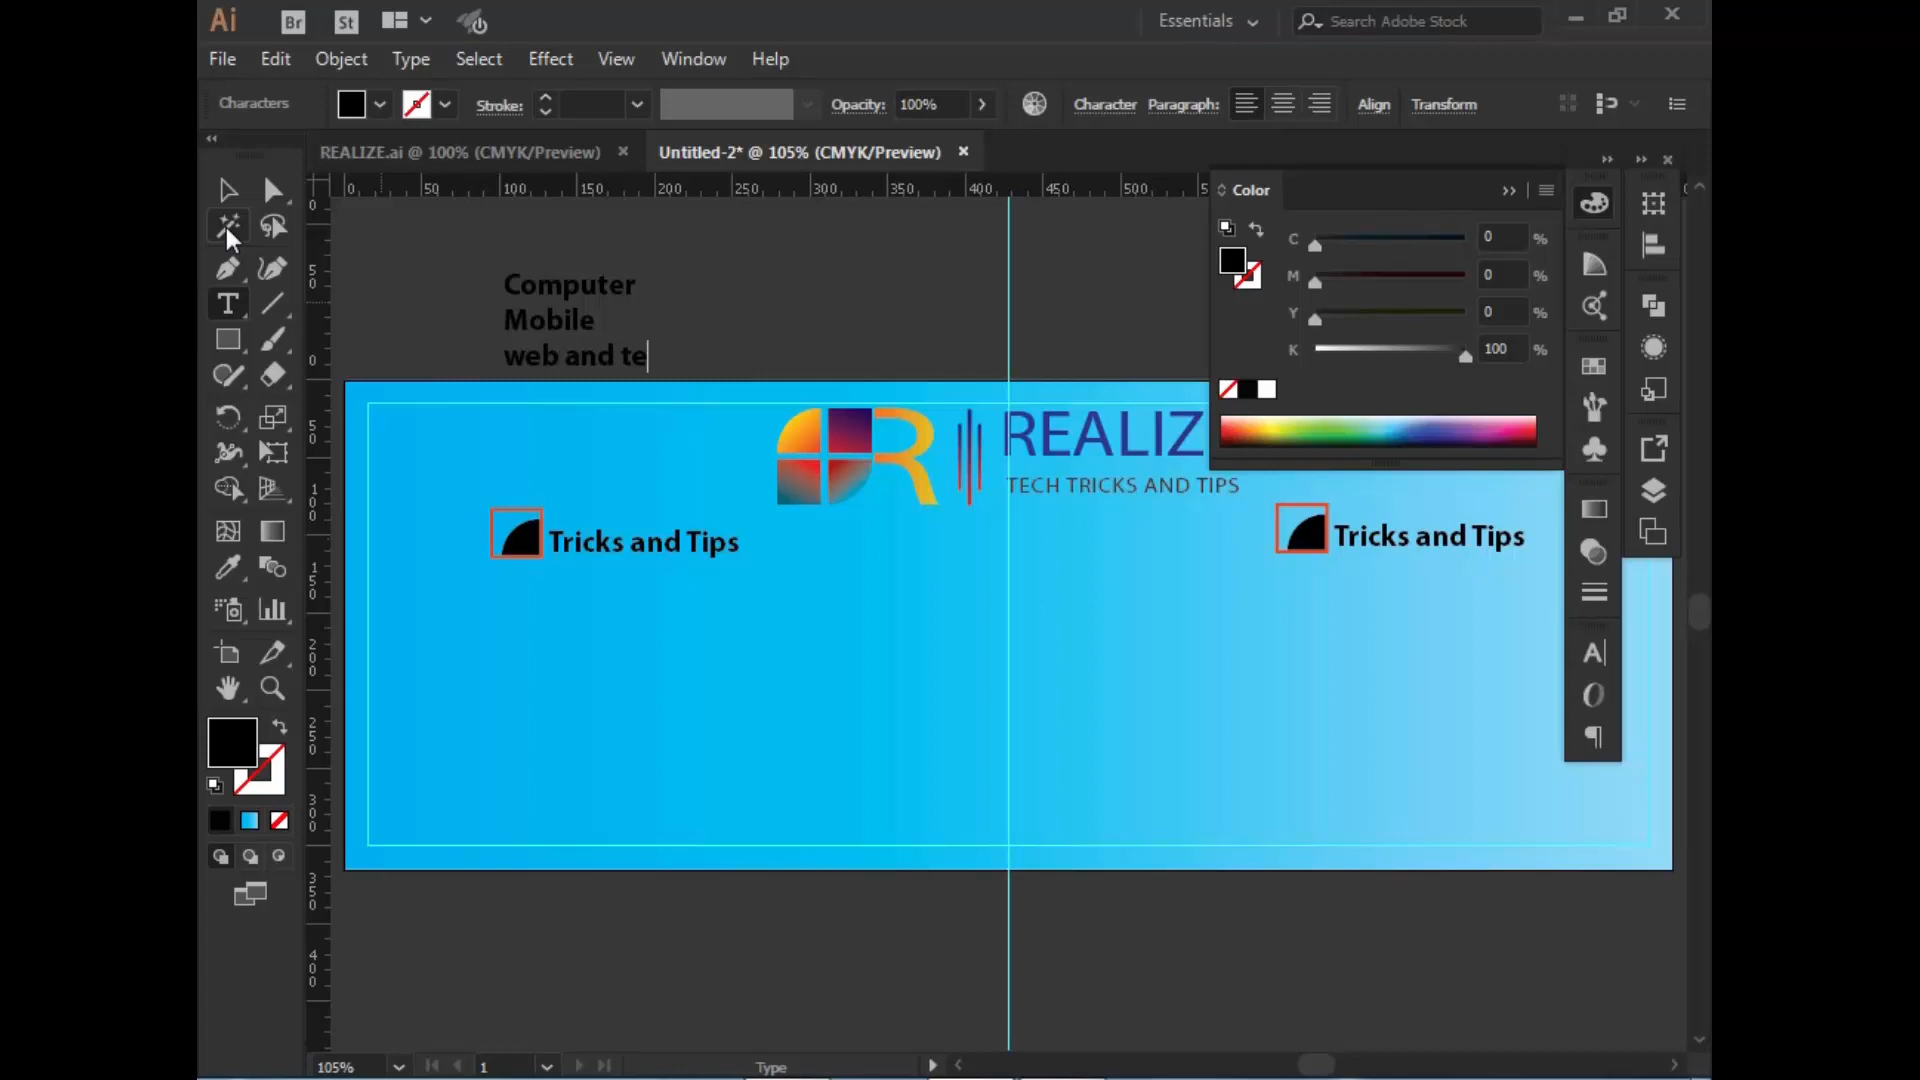 Ai
Br
St
Essentials
Search Adobe Stock
File
Edit
Object
Type
Select
Effect
View
Window
Help
Characters
Stroke:
Opacity:
100%
Character
Paragraph:
Align
Transform
REALIZE.ai @ 100% (CMYK/Preview)
Untitled-2* @ 105% (CMYK/Preview)
0
50
100
150
200
250
300
350
400
450
500
Color
C
0
%
M
0
%
Y
0
%
K
100
%
Computer
Mobile
web and te
REALIZ
TECH TRICKS AND TIPS
Tricks and Tips
Tricks and Tips
105%
1
Type